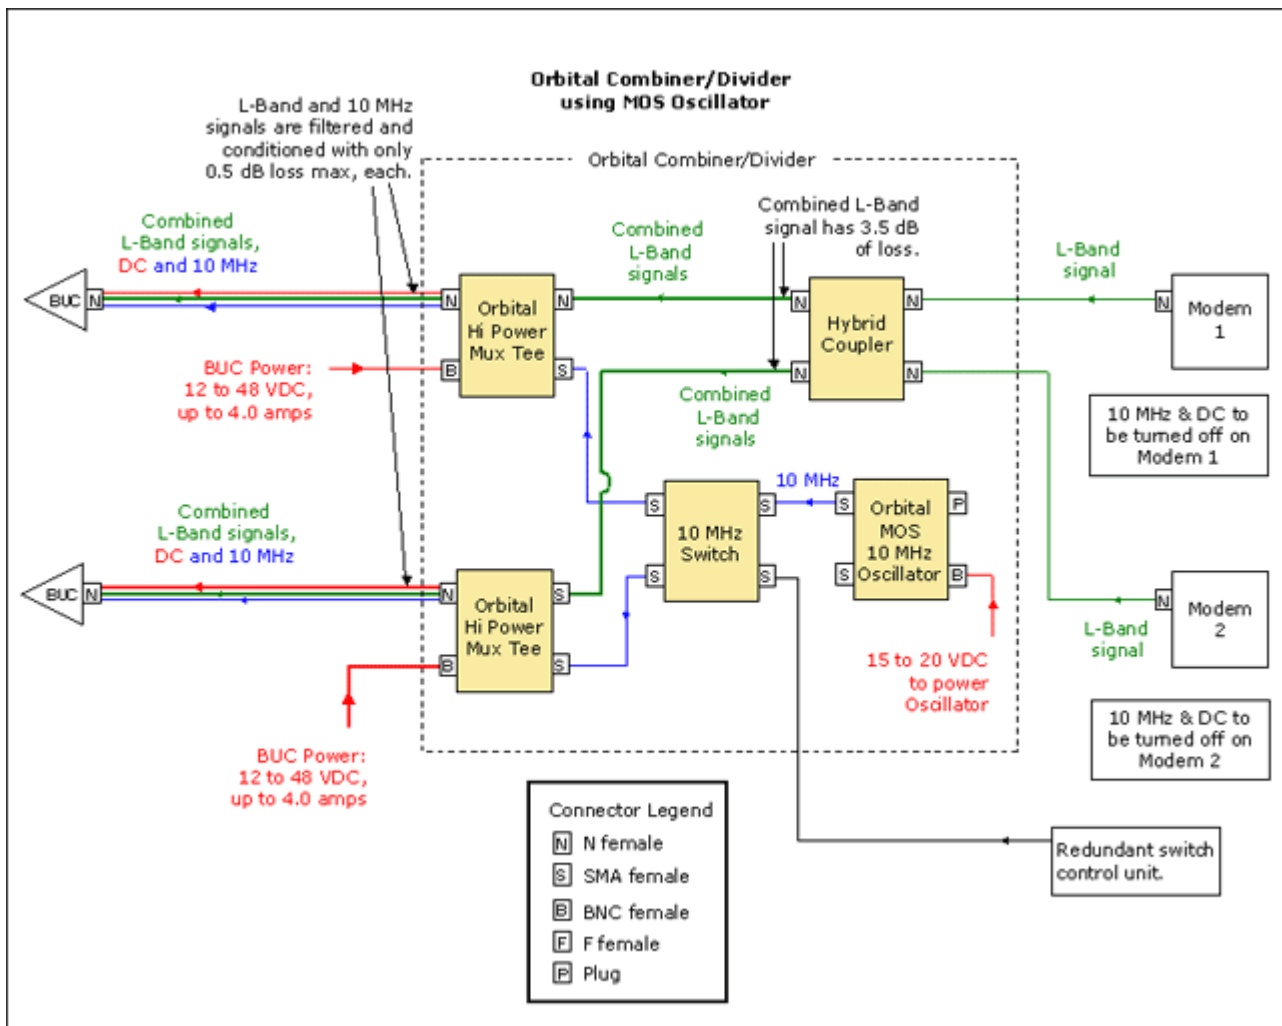 Orbital Combiner/Divider
using MOS Oscillator
L-Band and 10 MHz
signals are filtered and
conditioned with only
0.5 dB loss max, each.
Orbital Combiner/Divider
Combined
L-Band signals,
DC and 10 MHz
Combined
L-Band
signals
Combined L-Band
signal has 3.5 dB
of loss.
L-Band
signal
BUC
N
N
Orbital
Hi Power
Mux Tee
N
B
S
N
Hybrid
Coupler
N
N
N
N
Modem
1
BUC Power:
12 to 48 VDC,
up to 4.0 amps
Combined
L-Band
signals
10 MHz & DC to
be turned off on
Modem 1
Combined
L-Band signals,
DC and 10 MHz
S
10 MHz
Switch
S
S
S
10 MHz
S
Orbital
MOS
10 MHz
Oscillator
P
S
B
BUC
N
N
Orbital
Hi Power
Mux Tee
S
B
S
N
Modem
2
L-Band
signal
15 to 20 VDC
to power
Oscillator
10 MHz & DC to
be turned off on
Modem 2
BUC Power:
12 to 48 VDC,
up to 4.0 amps
Connector Legend
N N female
S SMA female
B BNC female
F F female
P Plug
Redundant switch
control unit.